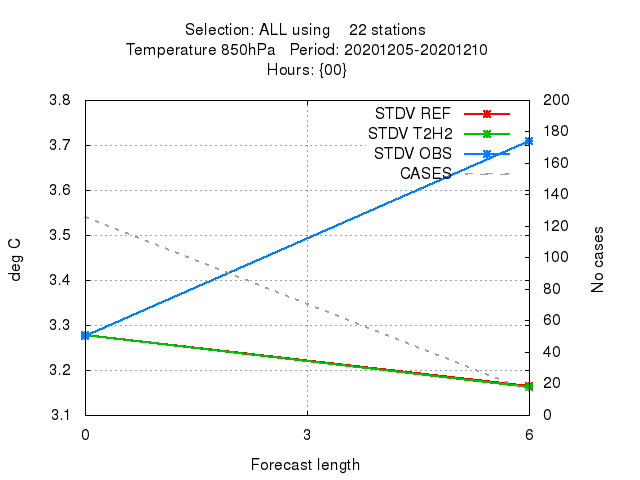 Selection: ALL using    22 stations
Temperature 850hPa   Period: 20201205-20201210
Hours: {00}
3.8
3.7
3.6
3.5
3.4
3.3
3.2
3.1
deg C
STDV REF
STDV T2H2
STDV OBS
CASES
200
180
160
140
120
100
80
60
40
20
0
No cases
0
3
6
Forecast length